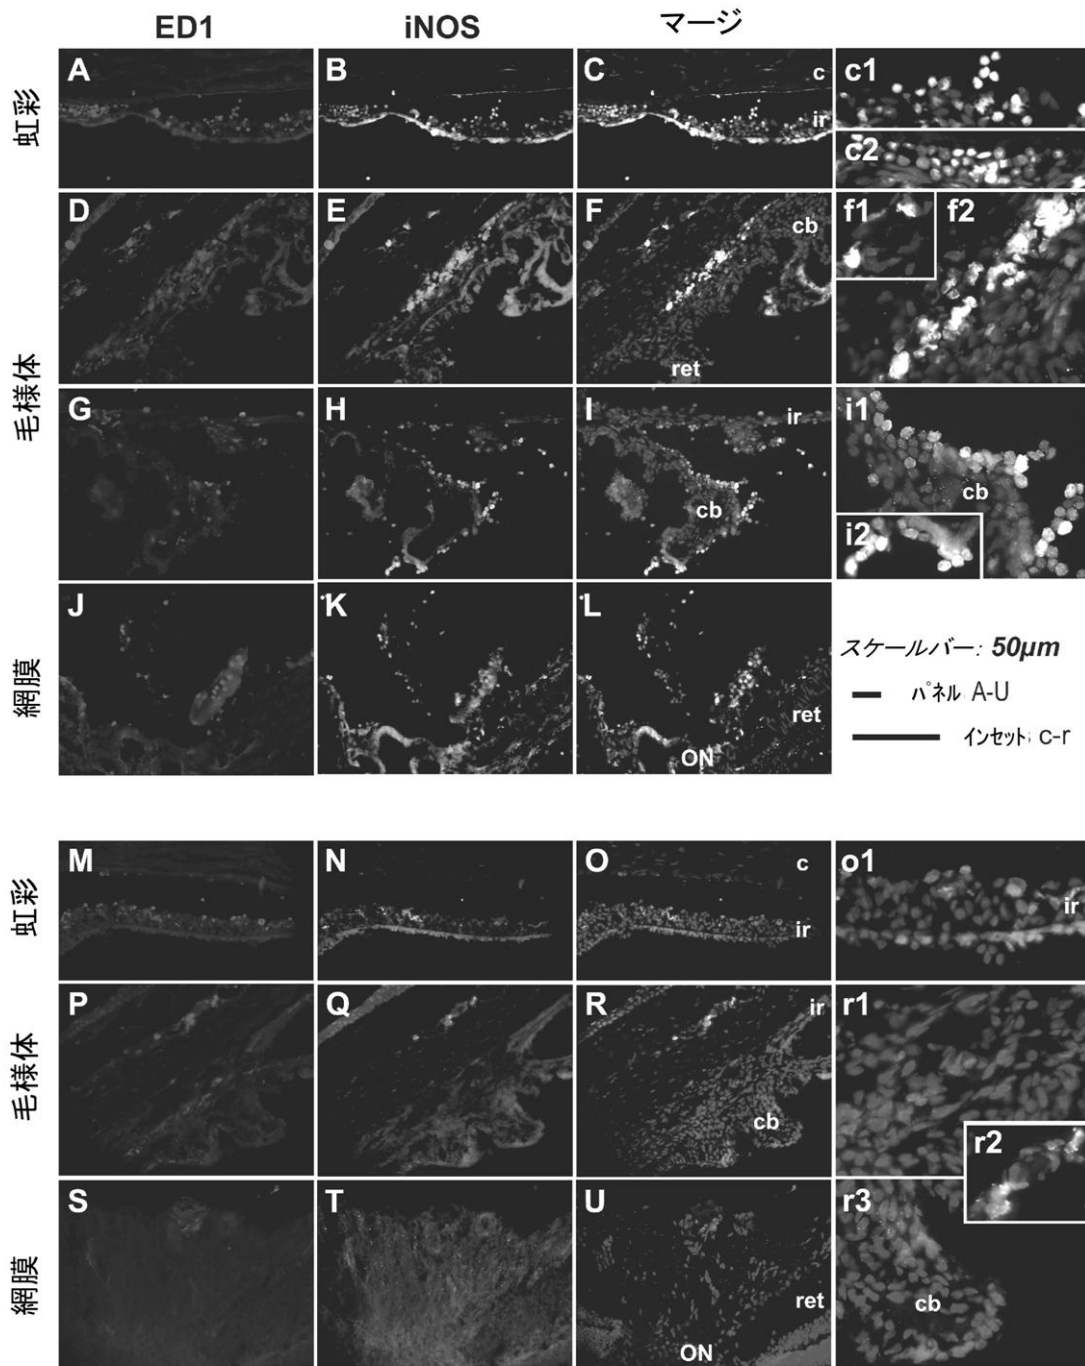 ED1 iNOS マージ
虹彩
A B C c ir c1
c2
毛様体
D E F cb ret f1 f2
G H I ir cb i1 cb
i2
網膜
J K L ret ON
スケールバー: 50µm
パネル A-U
インセット: c-r
虹彩
M N O c ir o1 ir
毛様体
P Q R ir cb r1
r2
網膜
S T U ret ON r3 cb